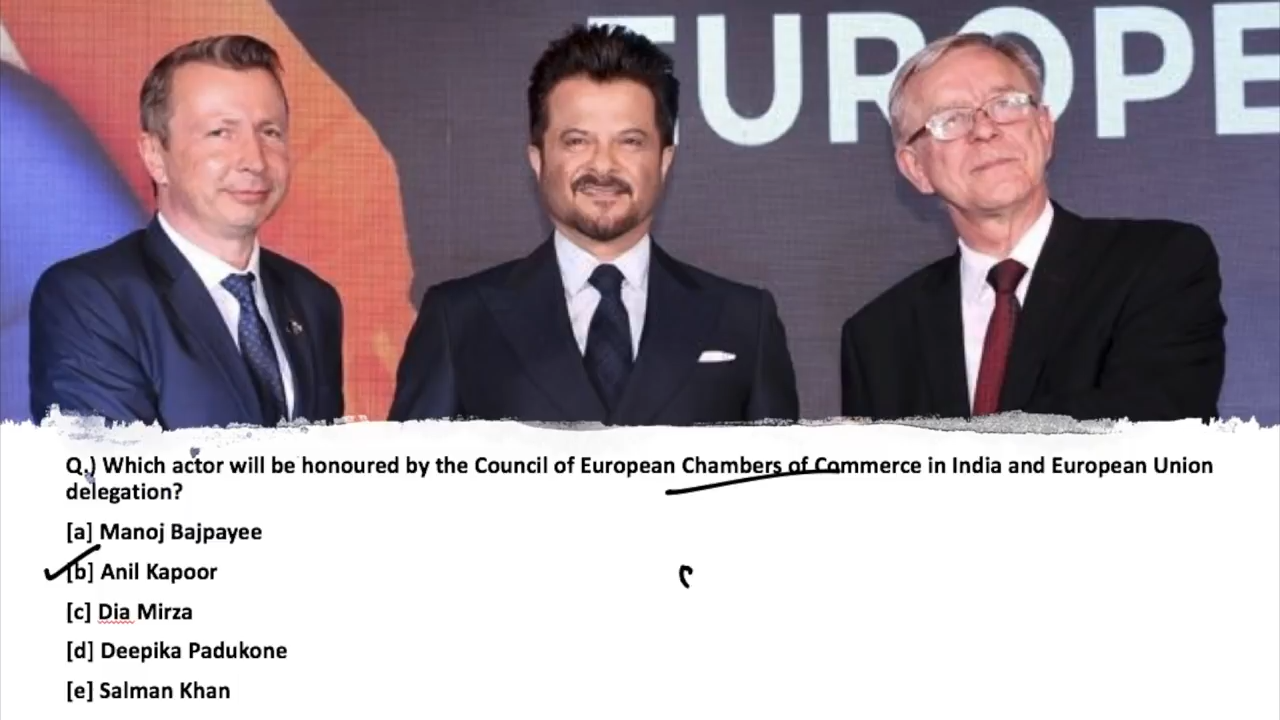 EUROPE
Q.) Which actor will be honoured by the Council of European Chambers of Commerce in India and European Union
delegation?
[a] Manoj Bajpayee
[b] Anil Kapoor
[c] Dia Mirza
[d] Deepika Padukone
[e] Salman Khan